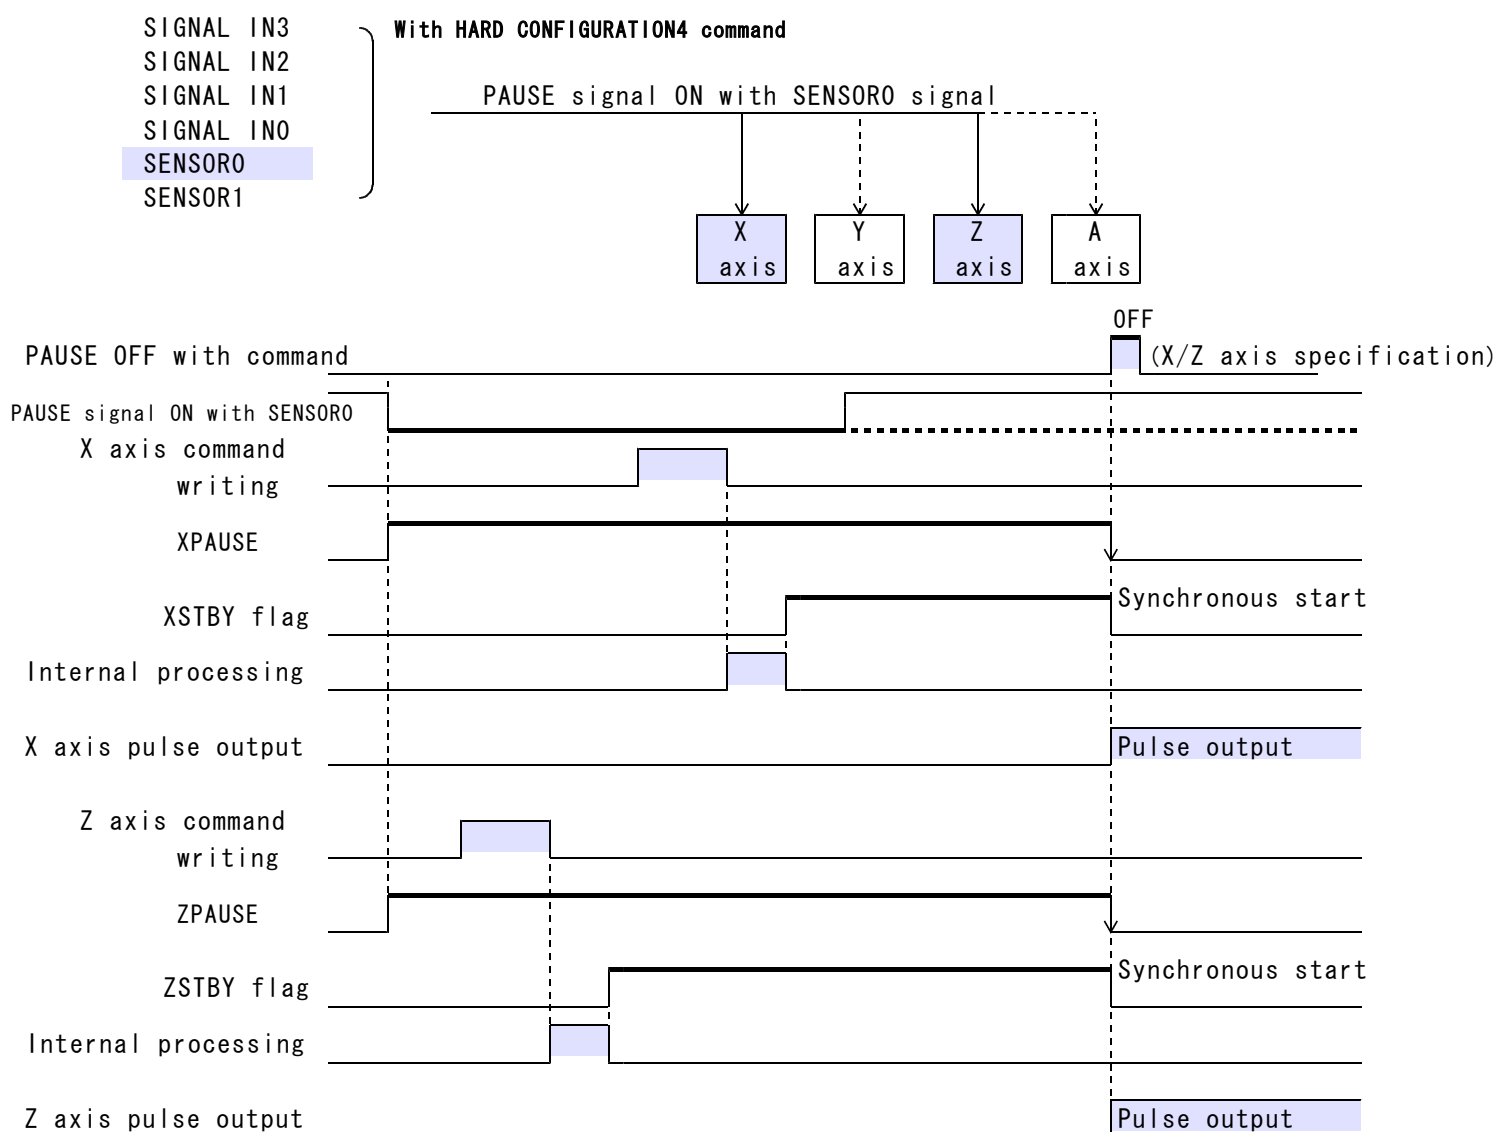 SIGNAL IN3
With HARD CONFIGURATION4 command
SIGNAL IN2
SIGNAL IN1
PAUSE signal ON with SENSOR0 signal
SIGNAL IN0
SENSOR0
SENSOR1
X axis
Y axis
Z axis
A axis
OFF
PAUSE OFF with command
(X/Z axis specification)
PAUSE signal ON with SENSOR0
X axis command
writing
XPAUSE
XSTBY flag
Synchronous start
Internal processing
X axis pulse output
Pulse output
Z axis command
writing
ZPAUSE
ZSTBY flag
Synchronous start
Internal processing
Z axis pulse output
Pulse output